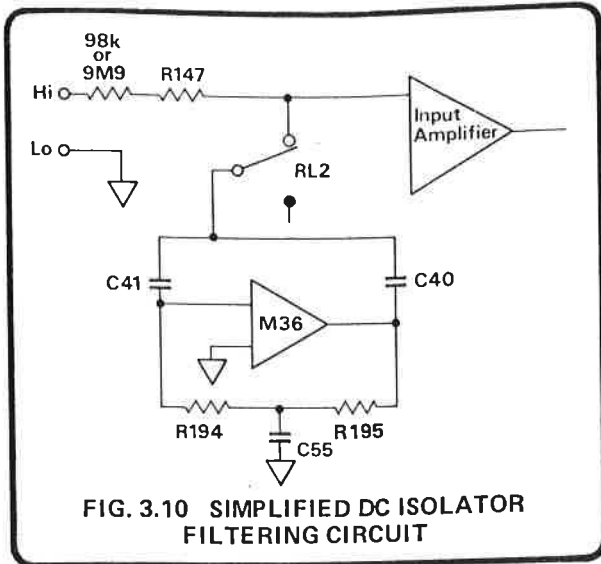 98k
or
9M9
R147
Hi
Input
Amplifier
Lo
RL2
C41
C40
M36
R194
R195
C55
FIG. 3.10 SIMPLIFIED DC ISOLATOR
FILTERING CIRCUIT